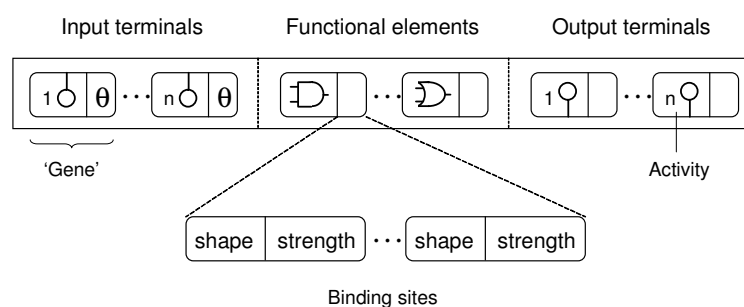 Input terminals Functional elements Output terminals
1 θ ··· n θ ··· 1 ··· n
'Gene' Activity
shape strength ··· shape strength
Binding sites